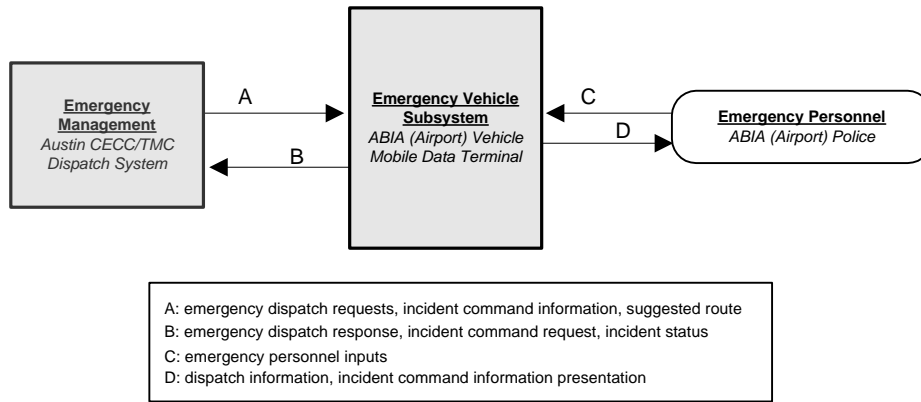 A
B
C
D
Emergency
Management
Austin CECC/TMC
Dispatch System
Emergency Vehicle
Subsystem
ABIA (Airport) Vehicle
Mobile Data Terminal
Emergency Personnel
ABIA (Airport) Police
A: emergency dispatch requests, incident command information, suggested route
B: emergency dispatch response, incident command request, incident status
C: emergency personnel inputs
D: dispatch information, incident command information presentation